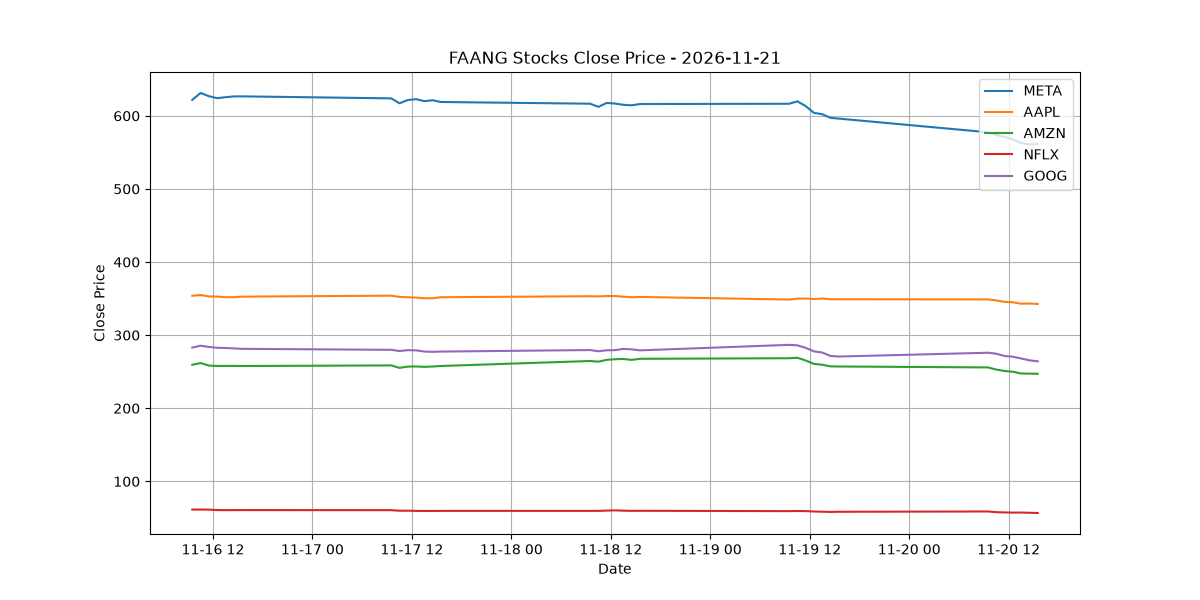 FAANG Stocks Close Price - 2026-11-21
META
AAPL
AMZN
NFLX
GOOG
Close Price
600
500
400
300
200
100
11-16 12
11-17 00
11-17 12
11-18 00
11-18 12
11-19 00
11-19 12
11-20 00
11-20 12
Date